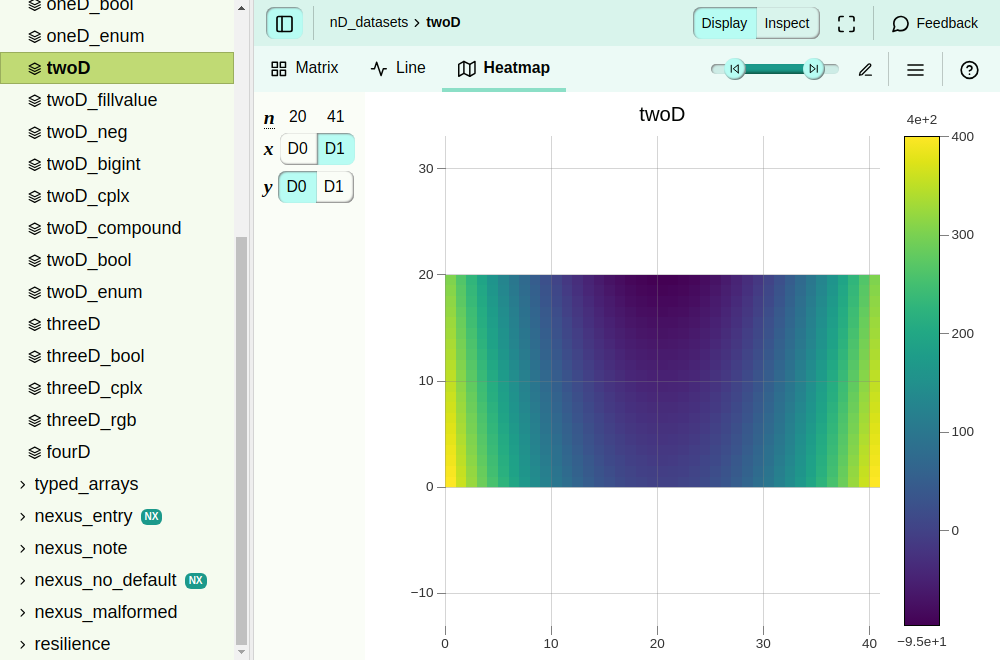 oneD_bool
oneD_enum
twoD
twoD_fillvalue
twoD_neg
twoD_bigint
twoD_cplx
twoD_compound
twoD_bool
twoD_enum
threeD
threeD_bool
threeD_cplx
threeD_rgb
fourD
typed_arrays
nexus_entry NX
nexus_note
nexus_no_default NX
nexus_malformed
resilience
nD_datasets › twoD
Display Inspect
Feedback
Matrix Line Heatmap
n 20 41
x D0 D1
y D0 D1
twoD
30
20
10
0
−10
0 10 20 30 40
4e+2
400
300
200
100
0
−9.5e+1